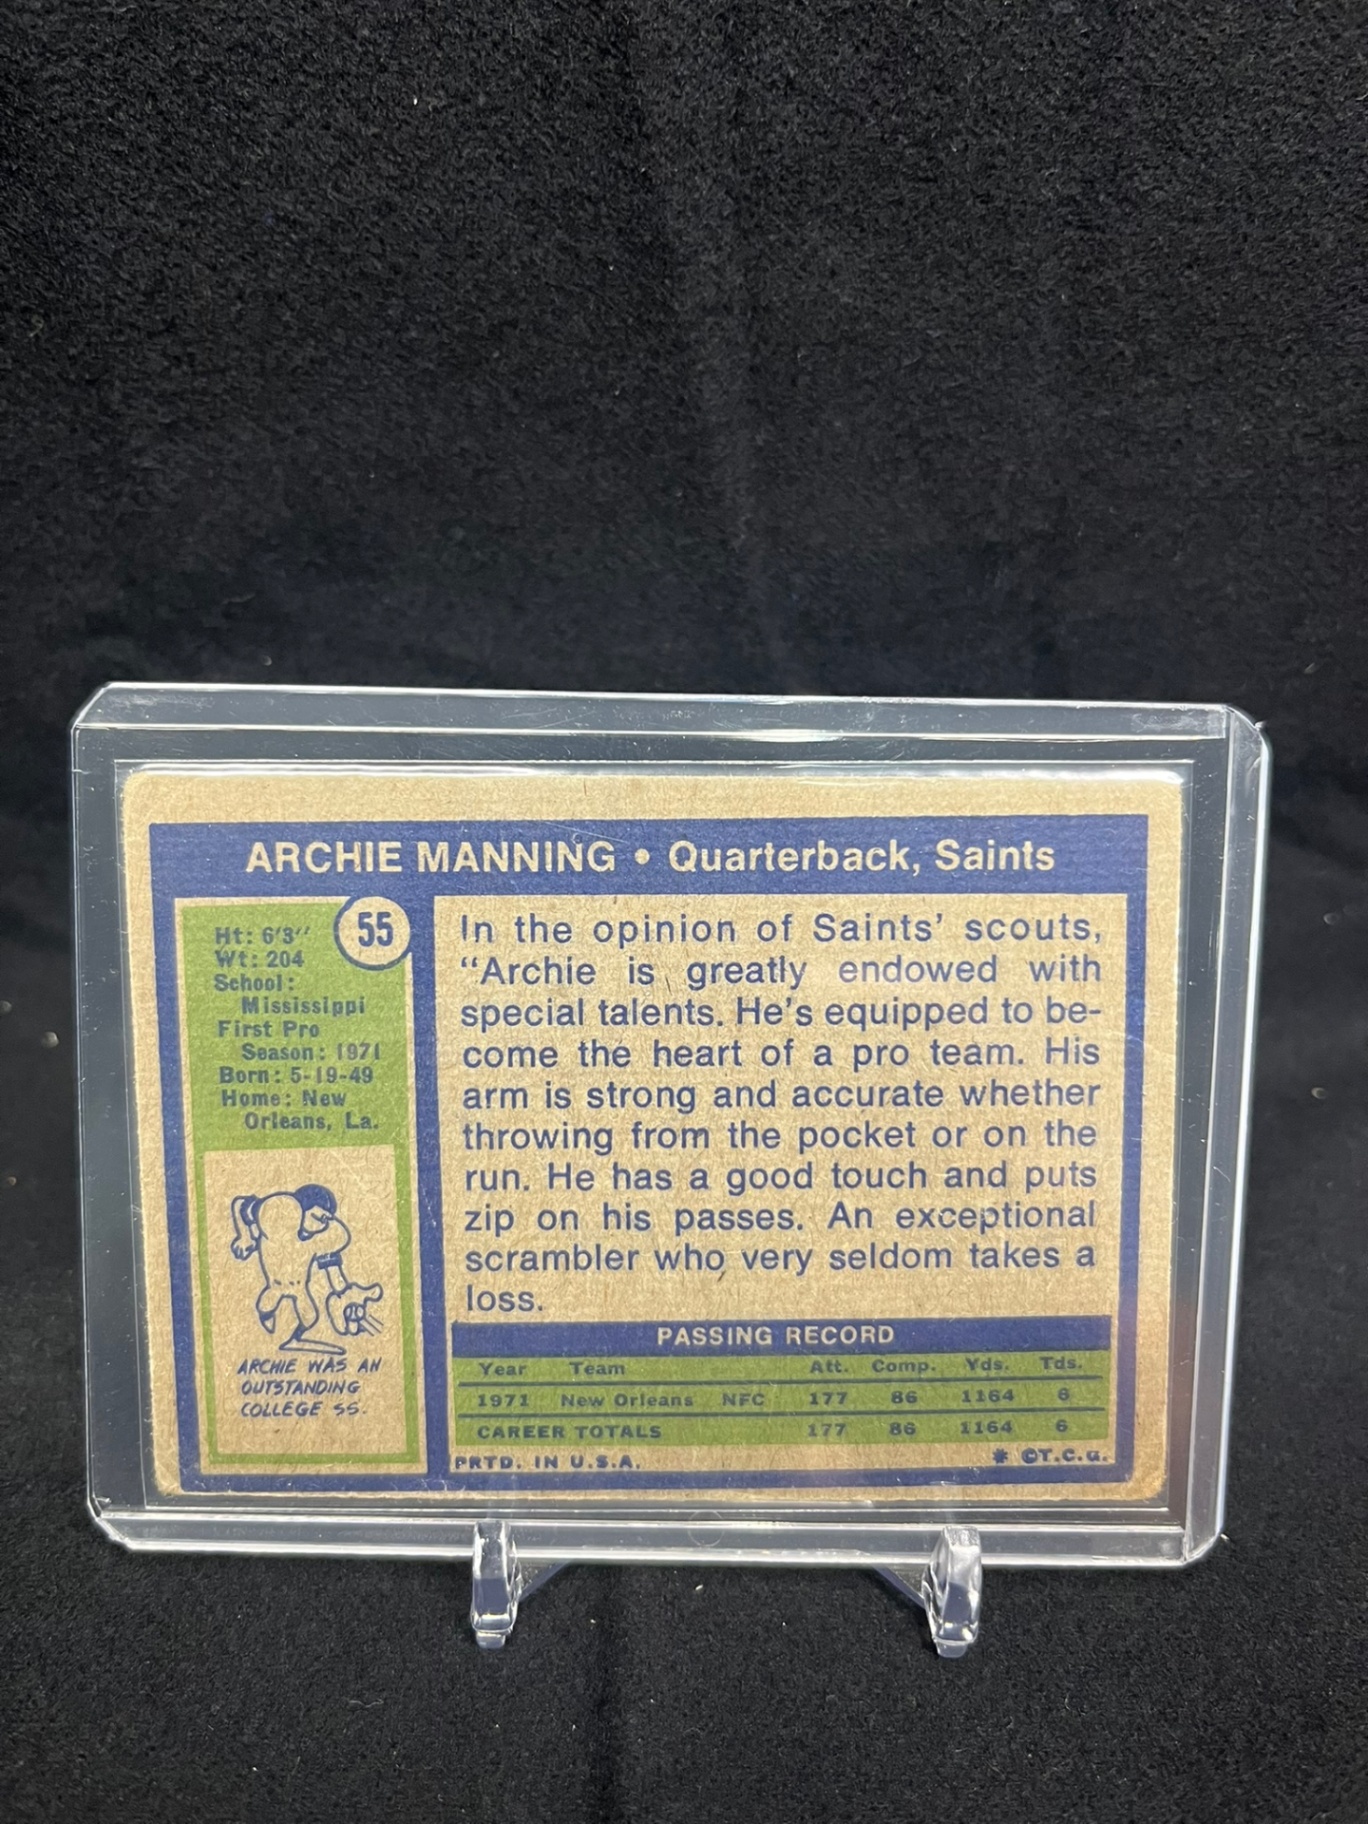 ARCHIE MANNING • Quarterback, Saints
55
Ht: 6'3"
Wt: 204
School:
Mississippi
First Pro
Season: 1971
Born: 5-19-49
Home: New
Orleans, La.
ARCHIE WAS AN
OUTSTANDING
COLLEGE SS.
In the opinion of Saints' scouts,
"Archie is greatly endowed with
special talents. He's equipped to be-
come the heart of a pro team. His
arm is strong and accurate whether
throwing from the pocket or on the
run. He has a good touch and puts
zip on his passes. An exceptional
scrambler who very seldom takes a
loss.
PASSING RECORD
Year Team Att. Comp. Yds. Tds.
1971 New Orleans NFC 177 86 1164 6
CAREER TOTALS 177 86 1164 6
PRTD. IN U.S.A. * ©T.C.G.